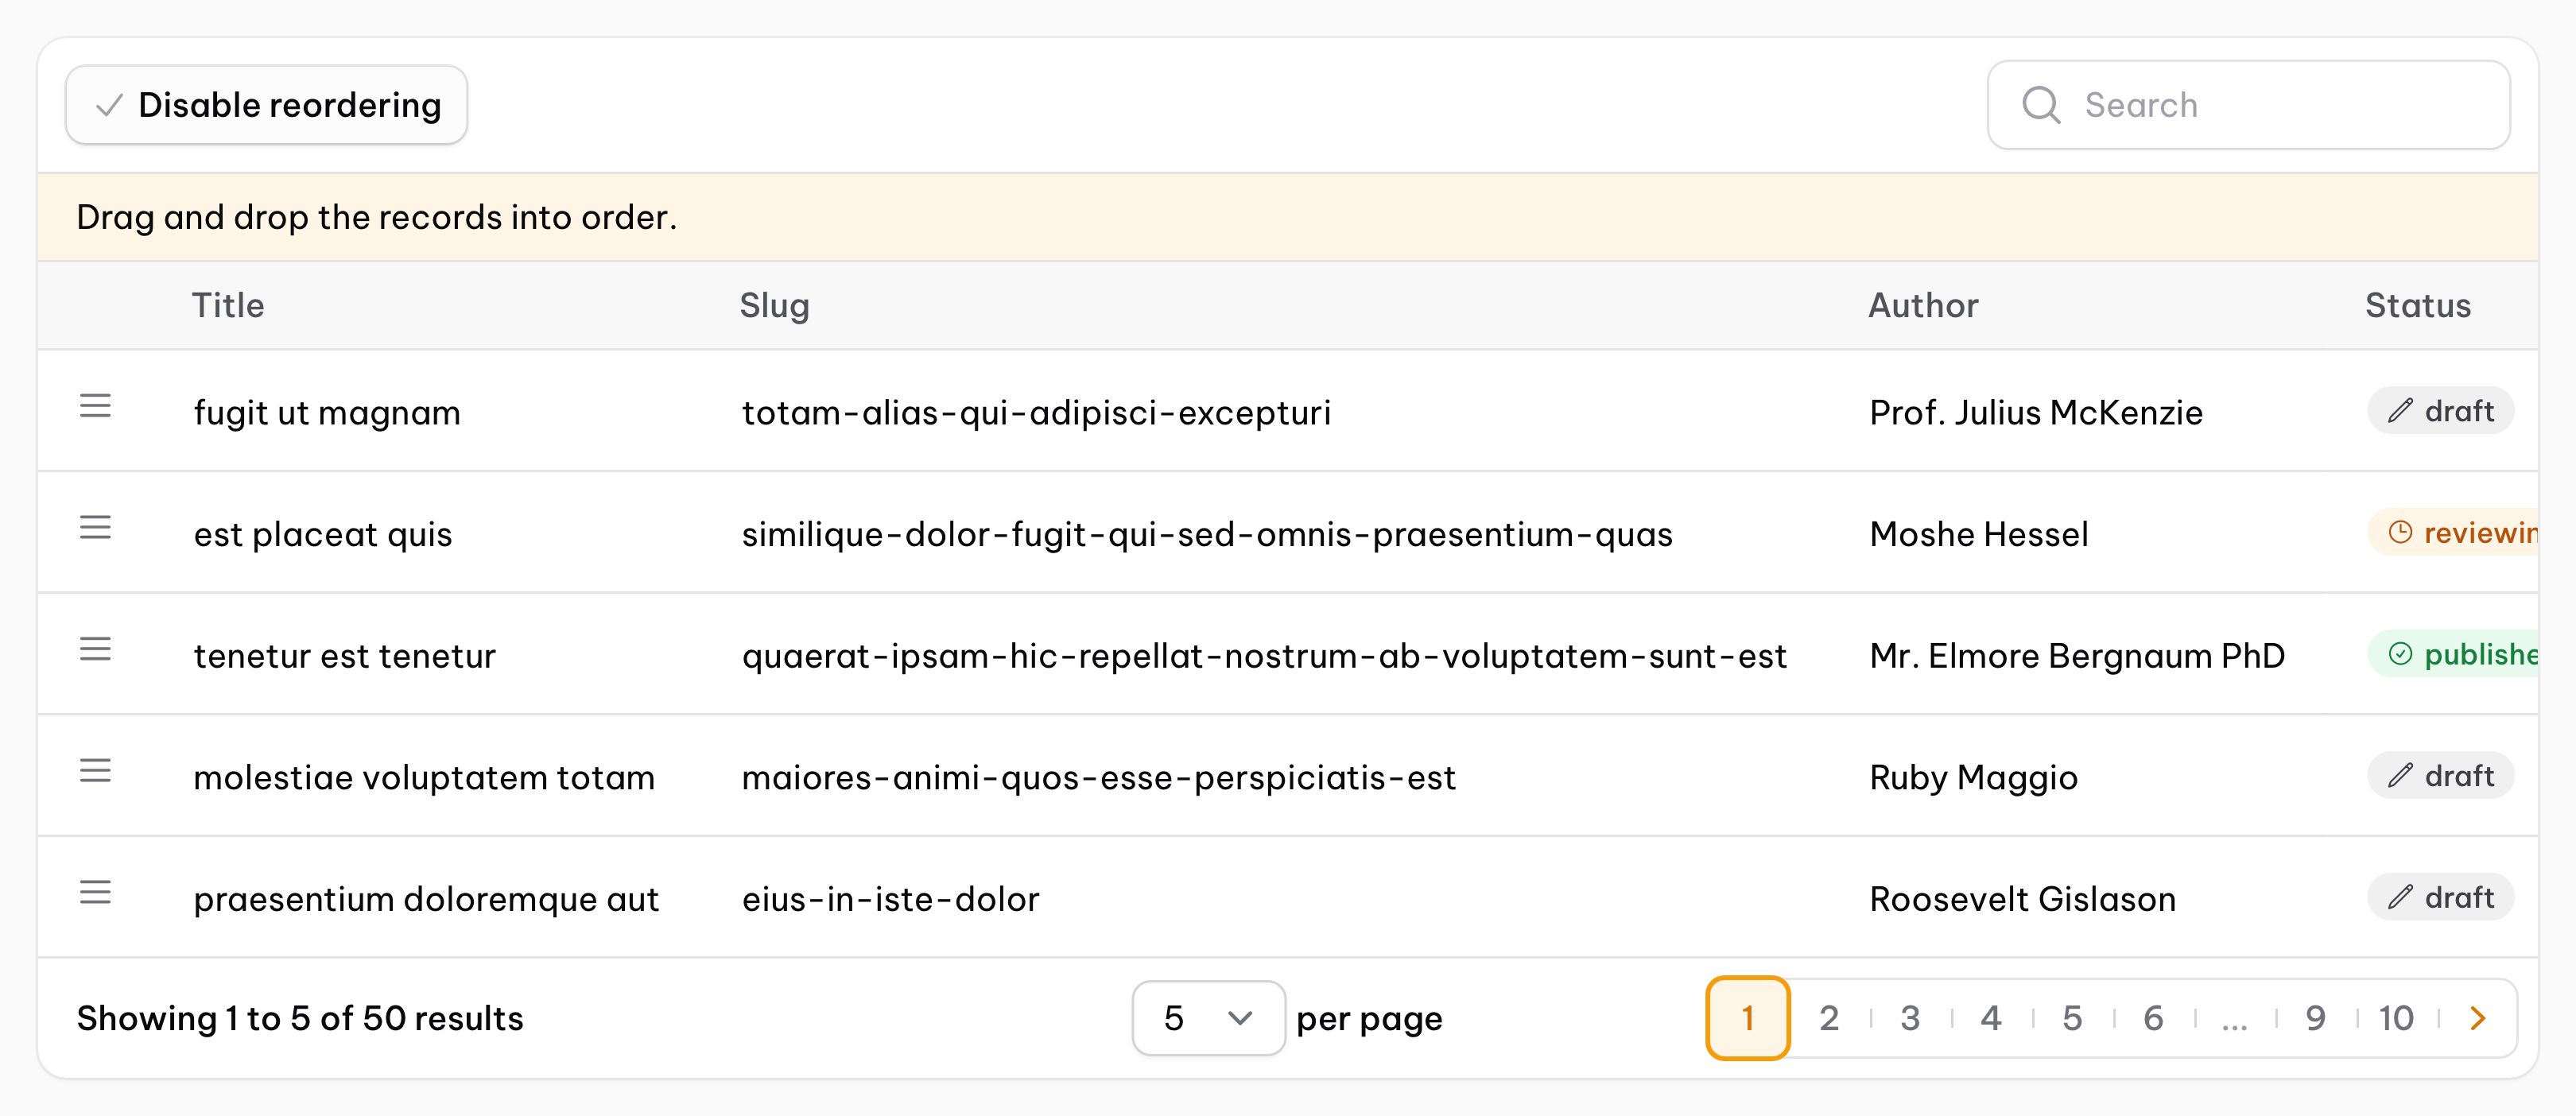 Disable reordering Search
Drag and drop the records into order.
Title Slug Author Status
fugit ut magnam totam-alias-qui-adipisci-excepturi Prof. Julius McKenzie draft
est placeat quis similique-dolor-fugit-qui-sed-omnis-praesentium-quas Moshe Hessel reviewin
tenetur est tenetur quaerat-ipsam-hic-repellat-nostrum-ab-voluptatem-sunt-est Mr. Elmore Bergnaum PhD publishe
molestiae voluptatem totam maiores-animi-quos-esse-perspiciatis-est Ruby Maggio draft
praesentium doloremque aut eius-in-iste-dolor Roosevelt Gislason draft
Showing 1 to 5 of 50 results 5 per page 1 2 3 4 5 6 ... 9 10